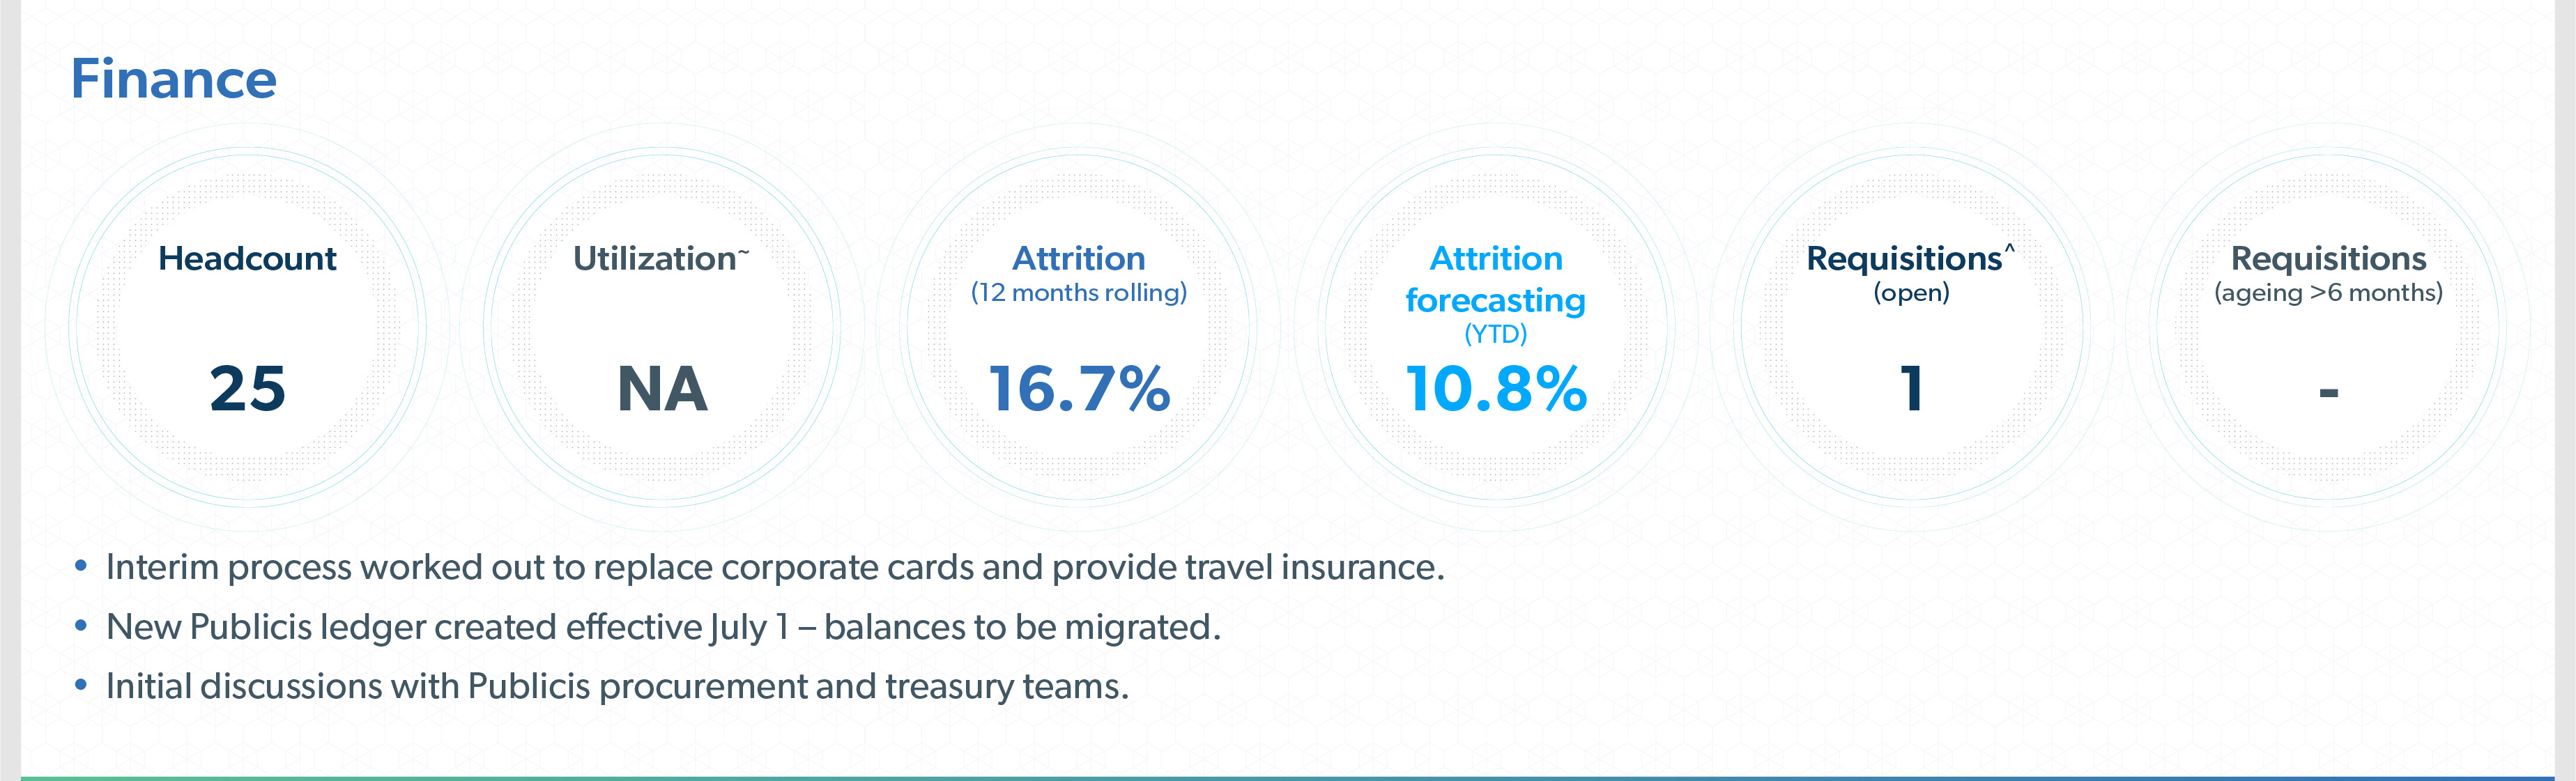 Finance
Headcount
25
Utilization~
NA
Attrition
(12 months rolling)
16.7%
Attrition
forecasting
(YTD)
10.8%
Requisitions^
(open)
1
Requisitions
(ageing >6 months)
-
• Interim process worked out to replace corporate cards and provide travel insurance.
• New Publicis ledger created effective July 1 – balances to be migrated.
• Initial discussions with Publicis procurement and treasury teams.